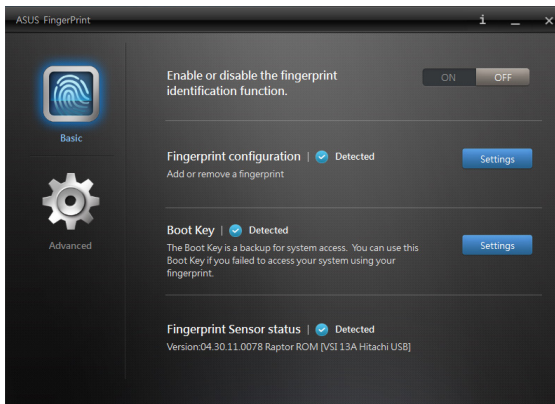 ASUS FingerPrint
i
Basic
Advanced
Enable or disable the fingerprint
identification function.
ON OFF
Fingerprint configuration | Detected
Add or remove a fingerprint
Settings
Boot Key | Detected
The Boot Key is a backup for system access. You can use this
Boot Key if you failed to access your system using your
fingerprint.
Settings
Fingerprint Sensor status | Detected
Version:04.30.11.0078 Raptor ROM [VSI 13A Hitachi USB]